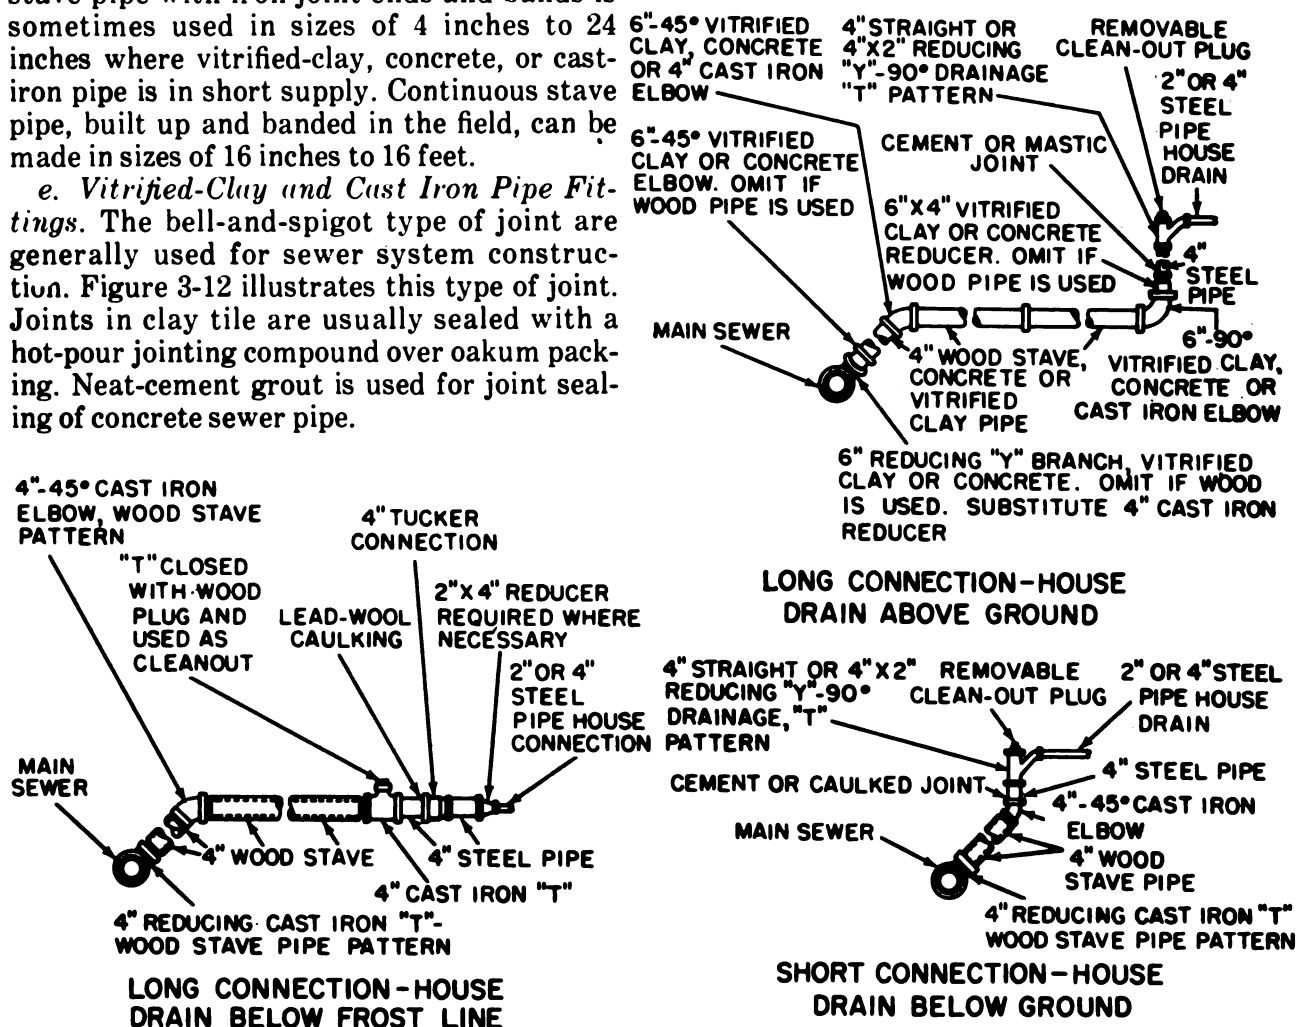 stave pipe with iron joint ends and bands is
sometimes used in sizes of 4 inches to 24
inches where vitrified-clay, concrete, or cast-
iron pipe is in short supply. Continuous stave
pipe, built up and banded in the field, can be
made in sizes of 16 inches to 16 feet.
e. Vitrified-Clay and Cast Iron Pipe Fit-
tings. The bell-and-spigot type of joint are
generally used for sewer system construc-
tion. Figure 3-12 illustrates this type of joint.
Joints in clay tile are usually sealed with a
hot-pour jointing compound over oakum pack-
ing. Neat-cement grout is used for joint seal-
ing of concrete sewer pipe.
6"-45° VITRIFIED
CLAY, CONCRETE
OR 4" CAST IRON
ELBOW
4" STRAIGHT OR
4"X2" REDUCING
"Y"-90° DRAINAGE
"T" PATTERN
REMOVABLE
CLEAN-OUT PLUG
2" OR 4"
STEEL
PIPE
HOUSE
DRAIN
6"-45° VITRIFIED
CLAY OR CONCRETE
ELBOW. OMIT IF
WOOD PIPE IS USED
CEMENT OR MASTIC
JOINT
6"X4" VITRIFIED
CLAY OR CONCRETE
REDUCER. OMIT IF
WOOD PIPE IS USED
4"
STEEL
PIPE
MAIN SEWER
4" WOOD STAVE,
CONCRETE OR
VITRIFIED
CLAY PIPE
6"-90°
VITRIFIED CLAY,
CONCRETE OR
CAST IRON ELBOW
6" REDUCING "Y" BRANCH, VITRIFIED
CLAY OR CONCRETE. OMIT IF WOOD
IS USED. SUBSTITUTE 4" CAST IRON
REDUCER
LONG CONNECTION-HOUSE
DRAIN ABOVE GROUND
4"-45° CAST IRON
ELBOW, WOOD STAVE
PATTERN
"T" CLOSED
WITH WOOD
PLUG AND
USED AS
CLEANOUT
4" TUCKER
CONNECTION
LEAD-WOOL
CAULKING
2"X4" REDUCER
REQUIRED WHERE
NECESSARY
2" OR 4"
STEEL
PIPE HOUSE
CONNECTION
MAIN
SEWER
4" WOOD STAVE
4" STEEL PIPE
4" CAST IRON "T"
4" REDUCING CAST IRON "T"-
WOOD STAVE PIPE PATTERN
LONG CONNECTION-HOUSE
DRAIN BELOW FROST LINE
4" STRAIGHT OR 4"X2"
REDUCING "Y"-90°
DRAINAGE, "T"
PATTERN
REMOVABLE
CLEAN-OUT PLUG
2" OR 4" STEEL
PIPE HOUSE
DRAIN
CEMENT OR CAULKED JOINT
4" STEEL PIPE
4"-45° CAST IRON
ELBOW
MAIN SEWER
4" WOOD
STAVE PIPE
4" REDUCING CAST IRON "T"
WOOD STAVE PIPE PATTERN
SHORT CONNECTION-HOUSE
DRAIN BELOW GROUND